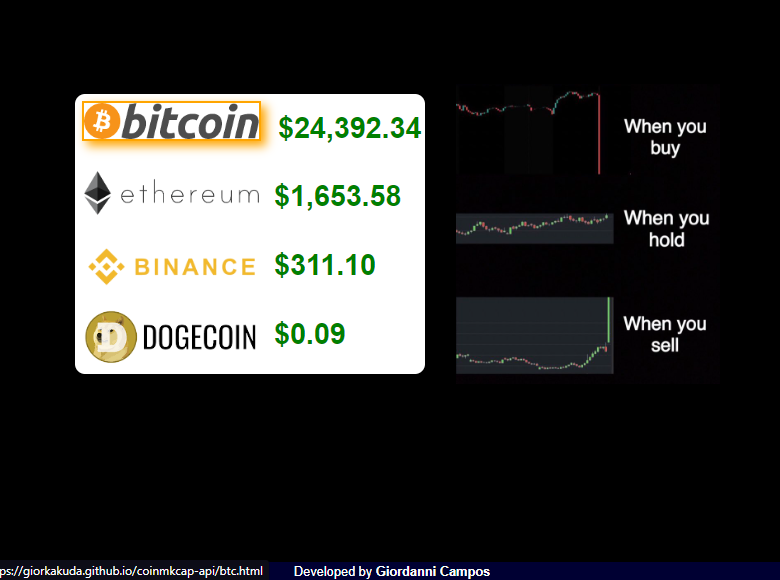 bitcoin $24,392.34
ethereum $1,653.58
BINANCE $311.10
DOGECOIN $0.09
When you
buy
When you
hold
When you
sell
ps://giorkakuda.github.io/coinmkcap-api/btc.html
Developed by Giordanni Campos